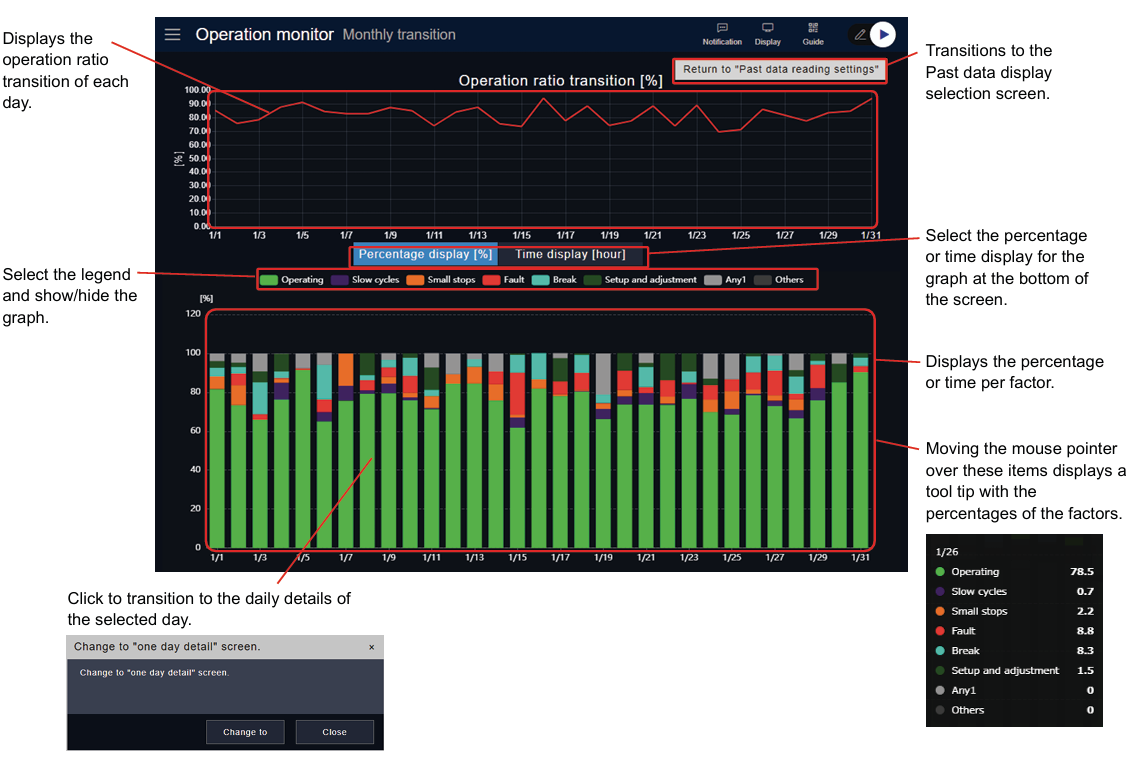 Displays the
operation ratio
transition of each
day.
Operation monitor Monthly transition
Notification
Display
Guide
Return to "Past data reading settings"
Transitions to the
Past data display
selection screen.
Operation ratio transition [%]
[%]
100.00
90.00
80.00
70.00
60.00
50.00
40.00
30.00
20.00
10.00
0.00
1/1 1/3 1/5 1/7 1/9 1/11 1/13 1/15 1/17 1/19 1/21 1/23 1/25 1/27 1/29 1/31
Percentage display [%] Time display [hour]
Select the percentage
or time display for the
graph at the bottom of
the screen.
Select the legend
and show/hide the
graph.
Operating Slow cycles Small stops Fault Break Setup and adjustment Any1 Others
[%]
120
100
80
60
40
20
0
1/1 1/3 1/5 1/7 1/9 1/11 1/13 1/15 1/17 1/19 1/21 1/23 1/25 1/27 1/29 1/31
Displays the percentage
or time per factor.
Moving the mouse pointer
over these items displays a
tool tip with the
percentages of the factors.
1/26
Operating 78.5
Slow cycles 0.7
Small stops 2.2
Fault 8.8
Break 8.3
Setup and adjustment 1.5
Any1 0
Others 0
Click to transition to the daily details of
the selected day.
Change to "one day detail" screen. ×
Change to "one day detail" screen.
Change to Close